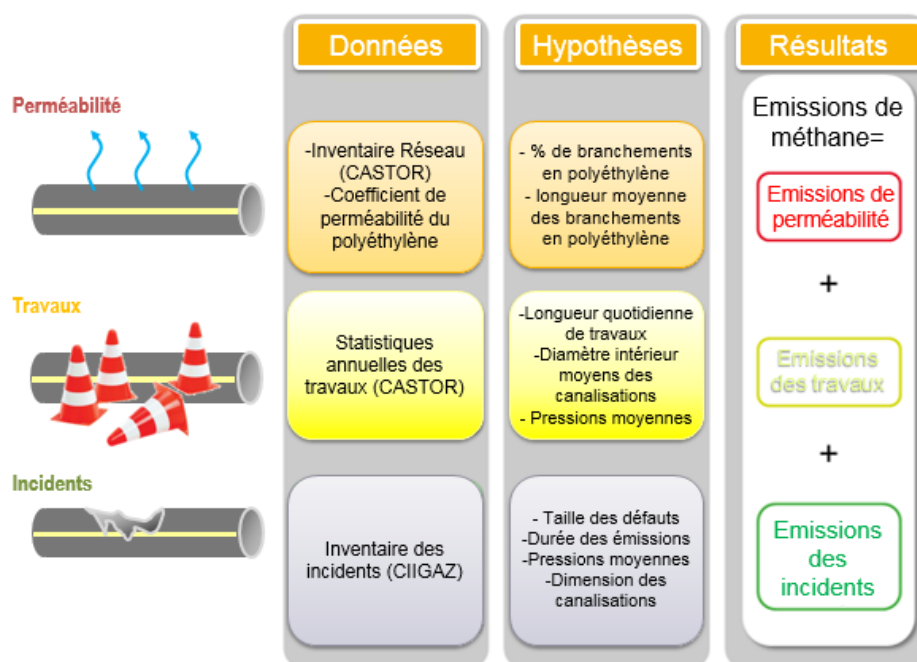 Données
Hypothèses
Résultats
Perméabilité
-Inventaire Réseau
(CASTOR)
-Coefficient de
perméabilité du
polyéthylène
- % de branchements
en polyéthylène
- longueur moyenne
des branchements
en polyéthylène
Emissions de
méthane=
Emissions de
perméabilité
+
Travaux
Statistiques
annuelles des
travaux (CASTOR)
-Longueur quotidienne
de travaux
-Diamètre intérieur
moyens des
canalisations
- Pressions moyennes
Emissions
des travaux
+
Incidents
Inventaire des
incidents (CIIGAZ)
- Taille des défauts
-Durée des émissions
-Pressions moyennes
-Dimension des
canalisations
Emissions
des
incidents